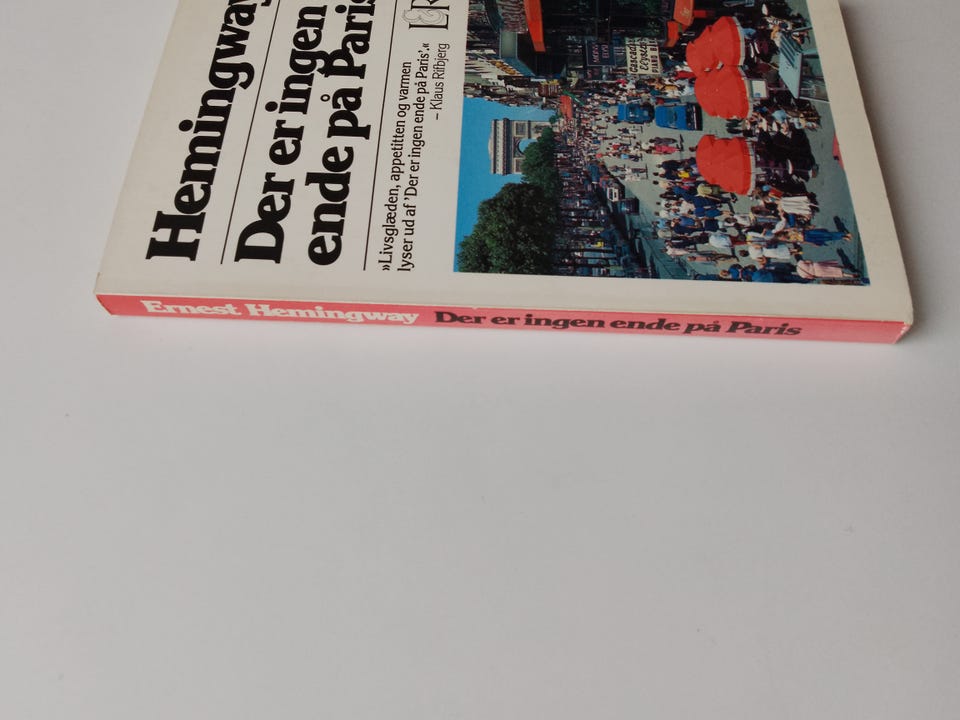 Hemingway
Der er ingen
ende på Paris
»Livsglæden, appetitten og varmen
lyser ud af 'Der er ingen ende på Paris'.«
– Klaus Rifbjerg
LR
Ernest Hemingway Der er ingen ende på Paris